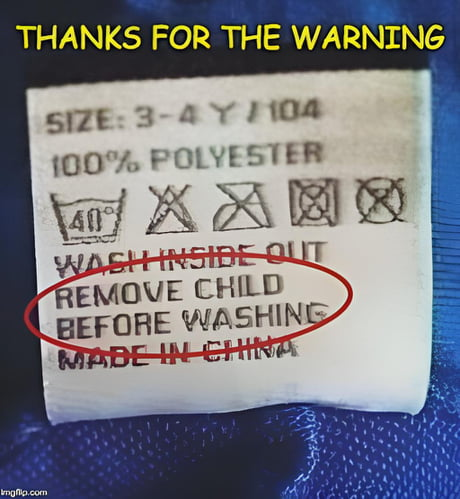 THANKS FOR THE WARNING
SIZE: 3-4 Y / 104
100% POLYESTER
40°
WASH INSIDE OUT
REMOVE CHILD
BEFORE WASHING
MADE IN CHINA
imgflip.com